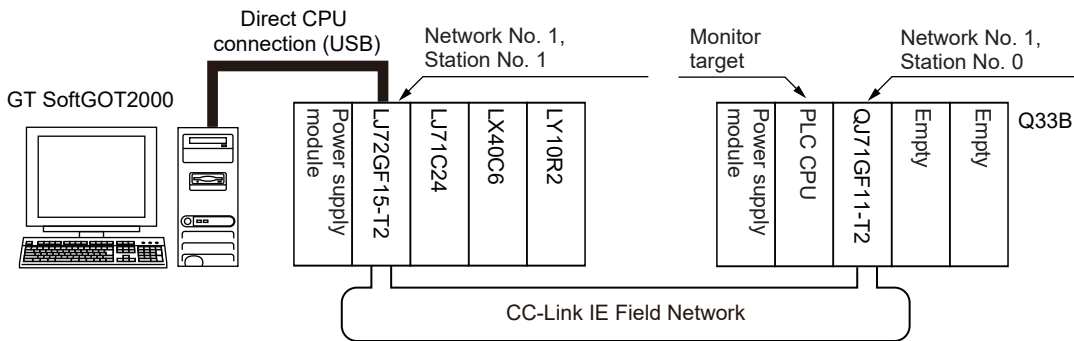 Direct CPU
connection (USB)
Network No. 1,
Station No. 1
Monitor
target
Network No. 1,
Station No. 0
GT SoftGOT2000
Power supply
module
LJ72GF15-T2
LJ71C24
LX40C6
LY10R2
Power supply
module
PLC CPU
QJ71GF11-T2
Empty
Empty
Q33B
CC-Link IE Field Network